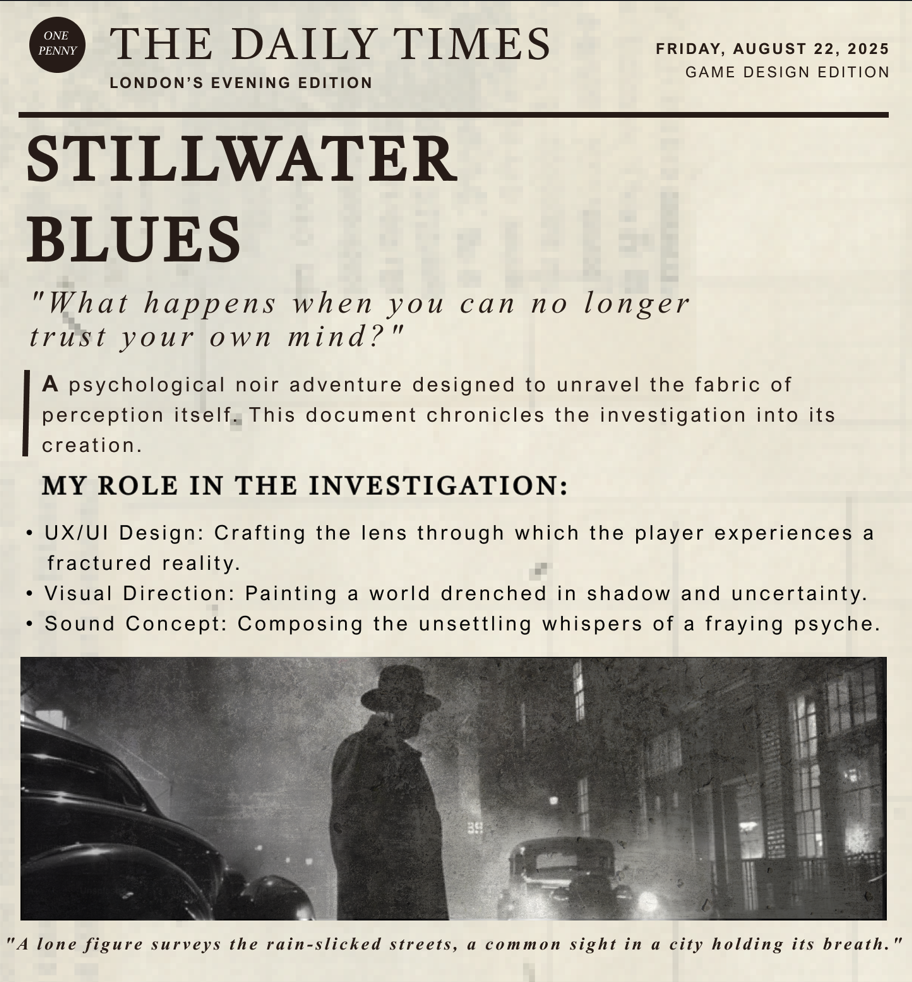 ONE
PENNY
THE DAILY TIMES
LONDON’S EVENING EDITION
FRIDAY, AUGUST 22, 2025
GAME DESIGN EDITION
STILLWATER
BLUES
"What happens when you can no longer
trust your own mind?"
A psychological noir adventure designed to unravel the fabric of
perception itself. This document chronicles the investigation into its
creation.
MY ROLE IN THE INVESTIGATION:
• UX/UI Design: Crafting the lens through which the player experiences a
fractured reality.
• Visual Direction: Painting a world drenched in shadow and uncertainty.
• Sound Concept: Composing the unsettling whispers of a fraying psyche.
39
"A lone figure surveys the rain-slicked streets, a common sight in a city holding its breath."